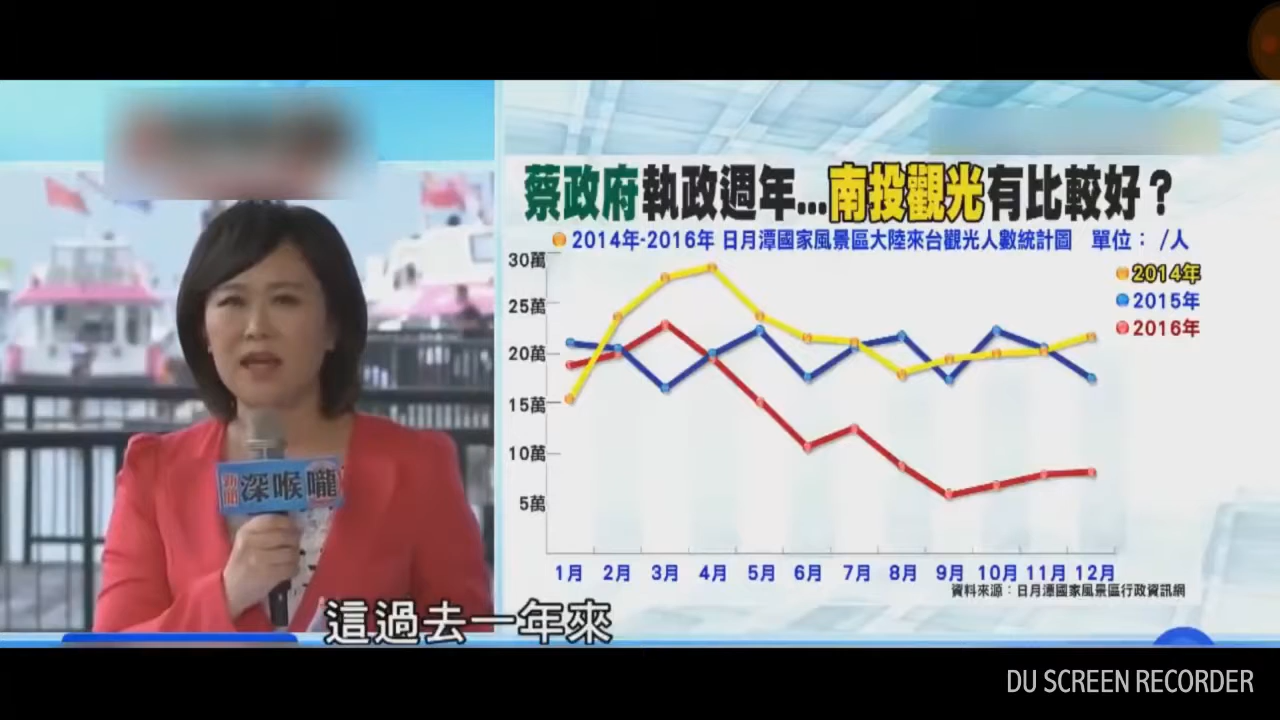 蔡政府執政週年...南投觀光有比較好？
2014年-2016年 日月潭國家風景區大陸來台觀光人數統計圖 單位： /人
30萬
25萬
20萬
15萬
10萬
5萬
2014年
2015年
2016年
1月 2月 3月 4月 5月 6月 7月 8月 9月 10月 11月 12月
資料來源：日月潭國家風景區行政資訊網
新聞深喉嚨
這過去一年來
DU SCREEN RECORDER